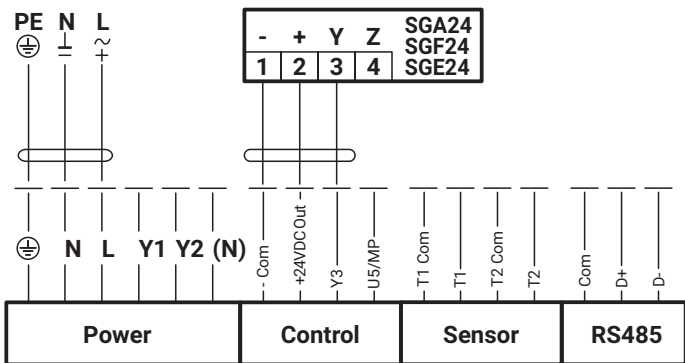 PE N L
- + Y Z
1 2 3 4
SGA24
SGF24
SGE24
N L Y1 Y2 (N)
- Com
+24VDC Out
Y3
U5/MP
T1 Com
T1
T2 Com
T2
Com
D+
D-
Power
Control
Sensor
RS485